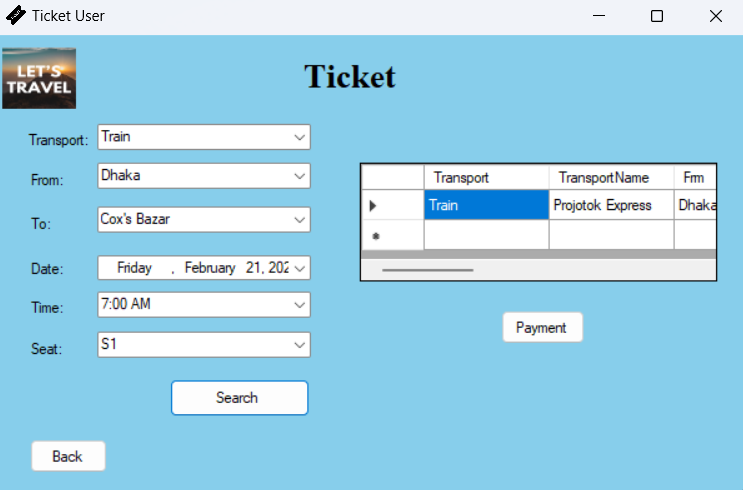 Ticket User
LET'S
TRAVEL
Ticket
Transport: Train
From: Dhaka
To: Cox's Bazar
Date: Friday , February 21, 202
Time: 7:00 AM
Seat: S1
Search
Back
Transport TransportName Frm
Train Projotok Express Dhaka
Payment